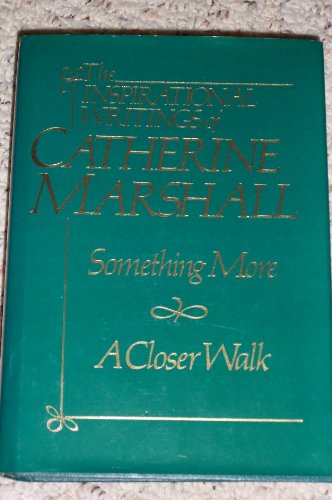 The
INSPIRATIONAL
WRITINGS of
CATHERINE
MARSHALL
Something More
A Closer Walk